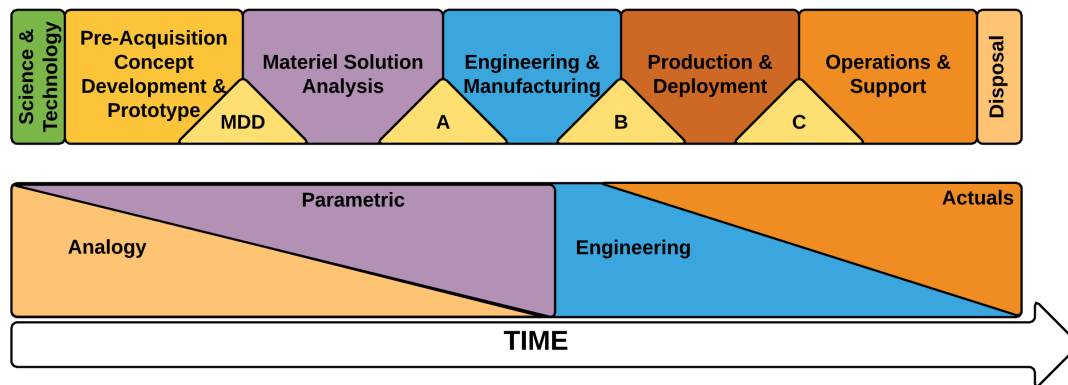 Science &
Technology
Pre-Acquisition
Concept
Development &
Prototype
MDD
Materiel Solution
Analysis
A
Engineering &
Manufacturing
B
Production &
Deployment
C
Operations &
Support
Disposal
Parametric
Analogy
Engineering
Actuals
TIME